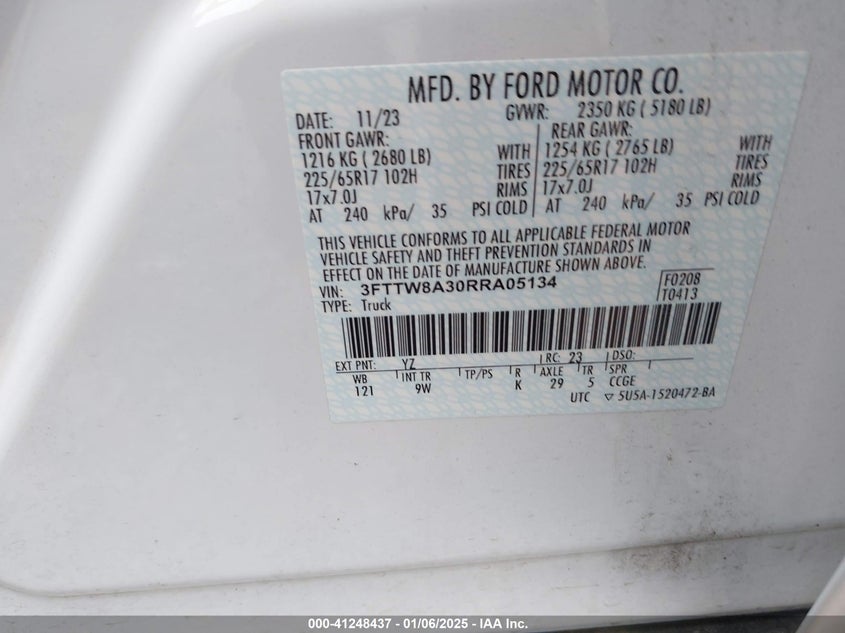 MFD. BY FORD MOTOR CO.
DATE: 11/23 GVWR: 2350 KG ( 5180 LB)
FRONT GAWR: REAR GAWR:
1216 KG ( 2680 LB) WITH 1254 KG ( 2765 LB) WITH
225/65R17 102H TIRES 225/65R17 102H TIRES
17x7.0J RIMS 17x7.0J RIMS
AT 240 kPa/ 35 PSI COLD AT 240 kPa/ 35 PSI COLD
THIS VEHICLE CONFORMS TO ALL APPLICABLE FEDERAL MOTOR
VEHICLE SAFETY AND THEFT PREVENTION STANDARDS IN
EFFECT ON THE DATE OF MANUFACTURE SHOWN ABOVE.
VIN: 3FTTW8A30RRA05134 F0208
TYPE: Truck T0413
EXT PNT: YZ RC: 23 DSO:
WB INT TR TP/PS R AXLE TR SPR
121 9W K 29 5 CCGE
UTC ▽ 5U5A-1520472-BA
000-41248437 - 01/06/2025 - IAA Inc.